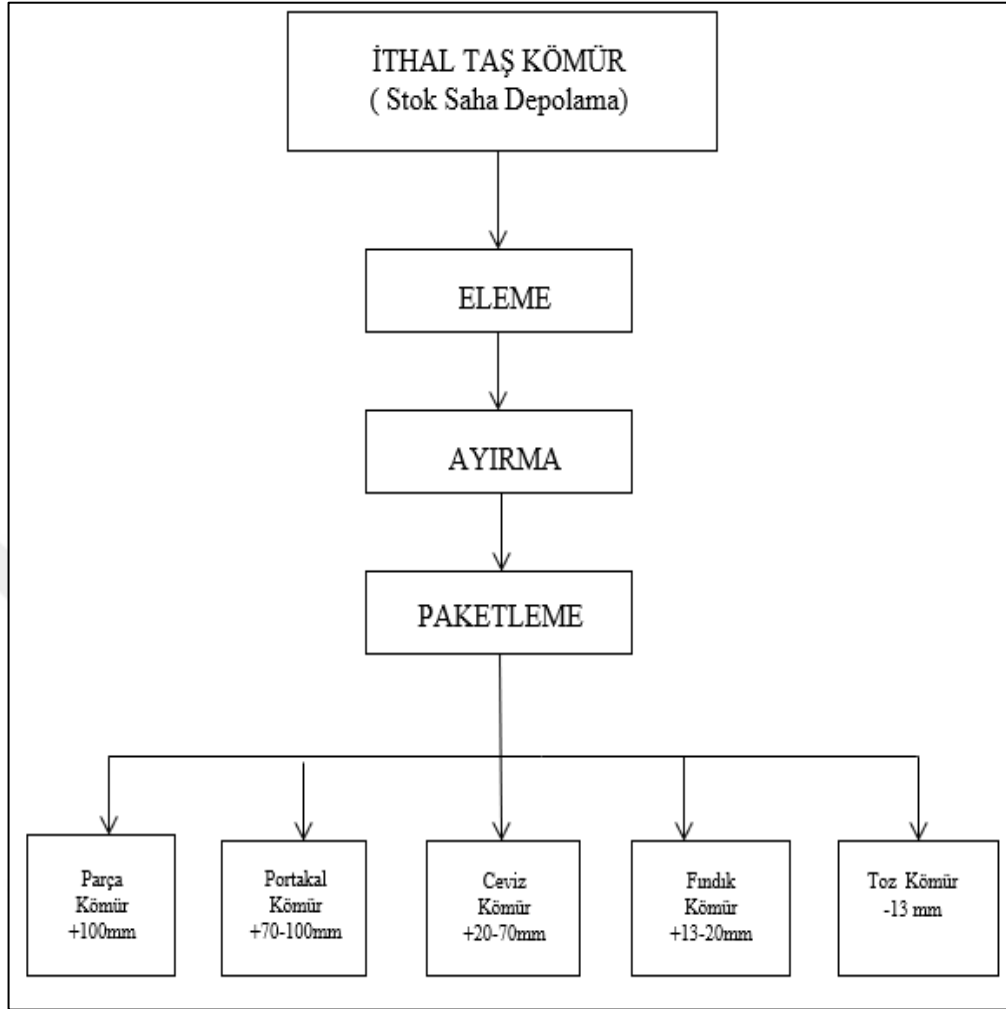 İTHAL TAŞ KÖMÜR
( Stok Saha Depolama)
ELEME
AYIRMA
PAKETLEME
Parça
Kömür
+100mm
Portakal
Kömür
+70-100mm
Ceviz
Kömür
+20-70mm
Fındık
Kömür
+13-20mm
Toz Kömür
-13 mm